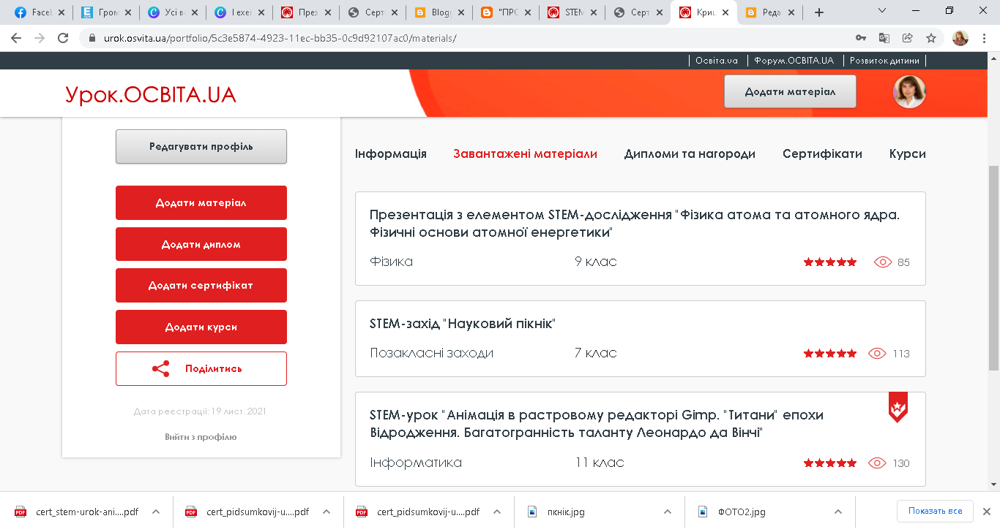 Faceb
Гром
Усі ві
I exer
През
Серт
Blogg
"ПРО
STEM
Серт
Криш
Реда
urok.osvita.ua/portfolio/5c3e5874-4923-11ec-bb35-0c9d92107ac0/materials/
Освіта.ua
Форум.ОСВІТА.UA
Розвиток дитини
Урок.ОСВІТА.UA
Додати матеріал
Редагувати профіль
Додати матеріал
Додати диплом
Додати сертифікат
Додати курси
Поділитись
Дата реєстрації: 19 лист. 2021
Вийти з профілю
Інформація
Завантажені матеріали
Дипломи та нагороди
Сертифікати
Курси
Презентація з елементом STEM-дослідження "Фізика атома та атомного ядра.
Фізичні основи атомної енергетики"
Фізика
9 клас
85
STEM-захід "Науковий пікнік"
Позакласні заходи
7 клас
113
STEM-урок "Анімація в растровому редакторі Gimp. "Титани" епохи
Відродження. Багатогранність таланту Леонардо да Вінчі"
Інформатика
11 клас
130
cert_stem-urok-ani....pdf
cert_pidsumkovij-u....pdf
cert_pidsumkovij-u....pdf
пкнік.jpg
ФОТО2.jpg
Показать все